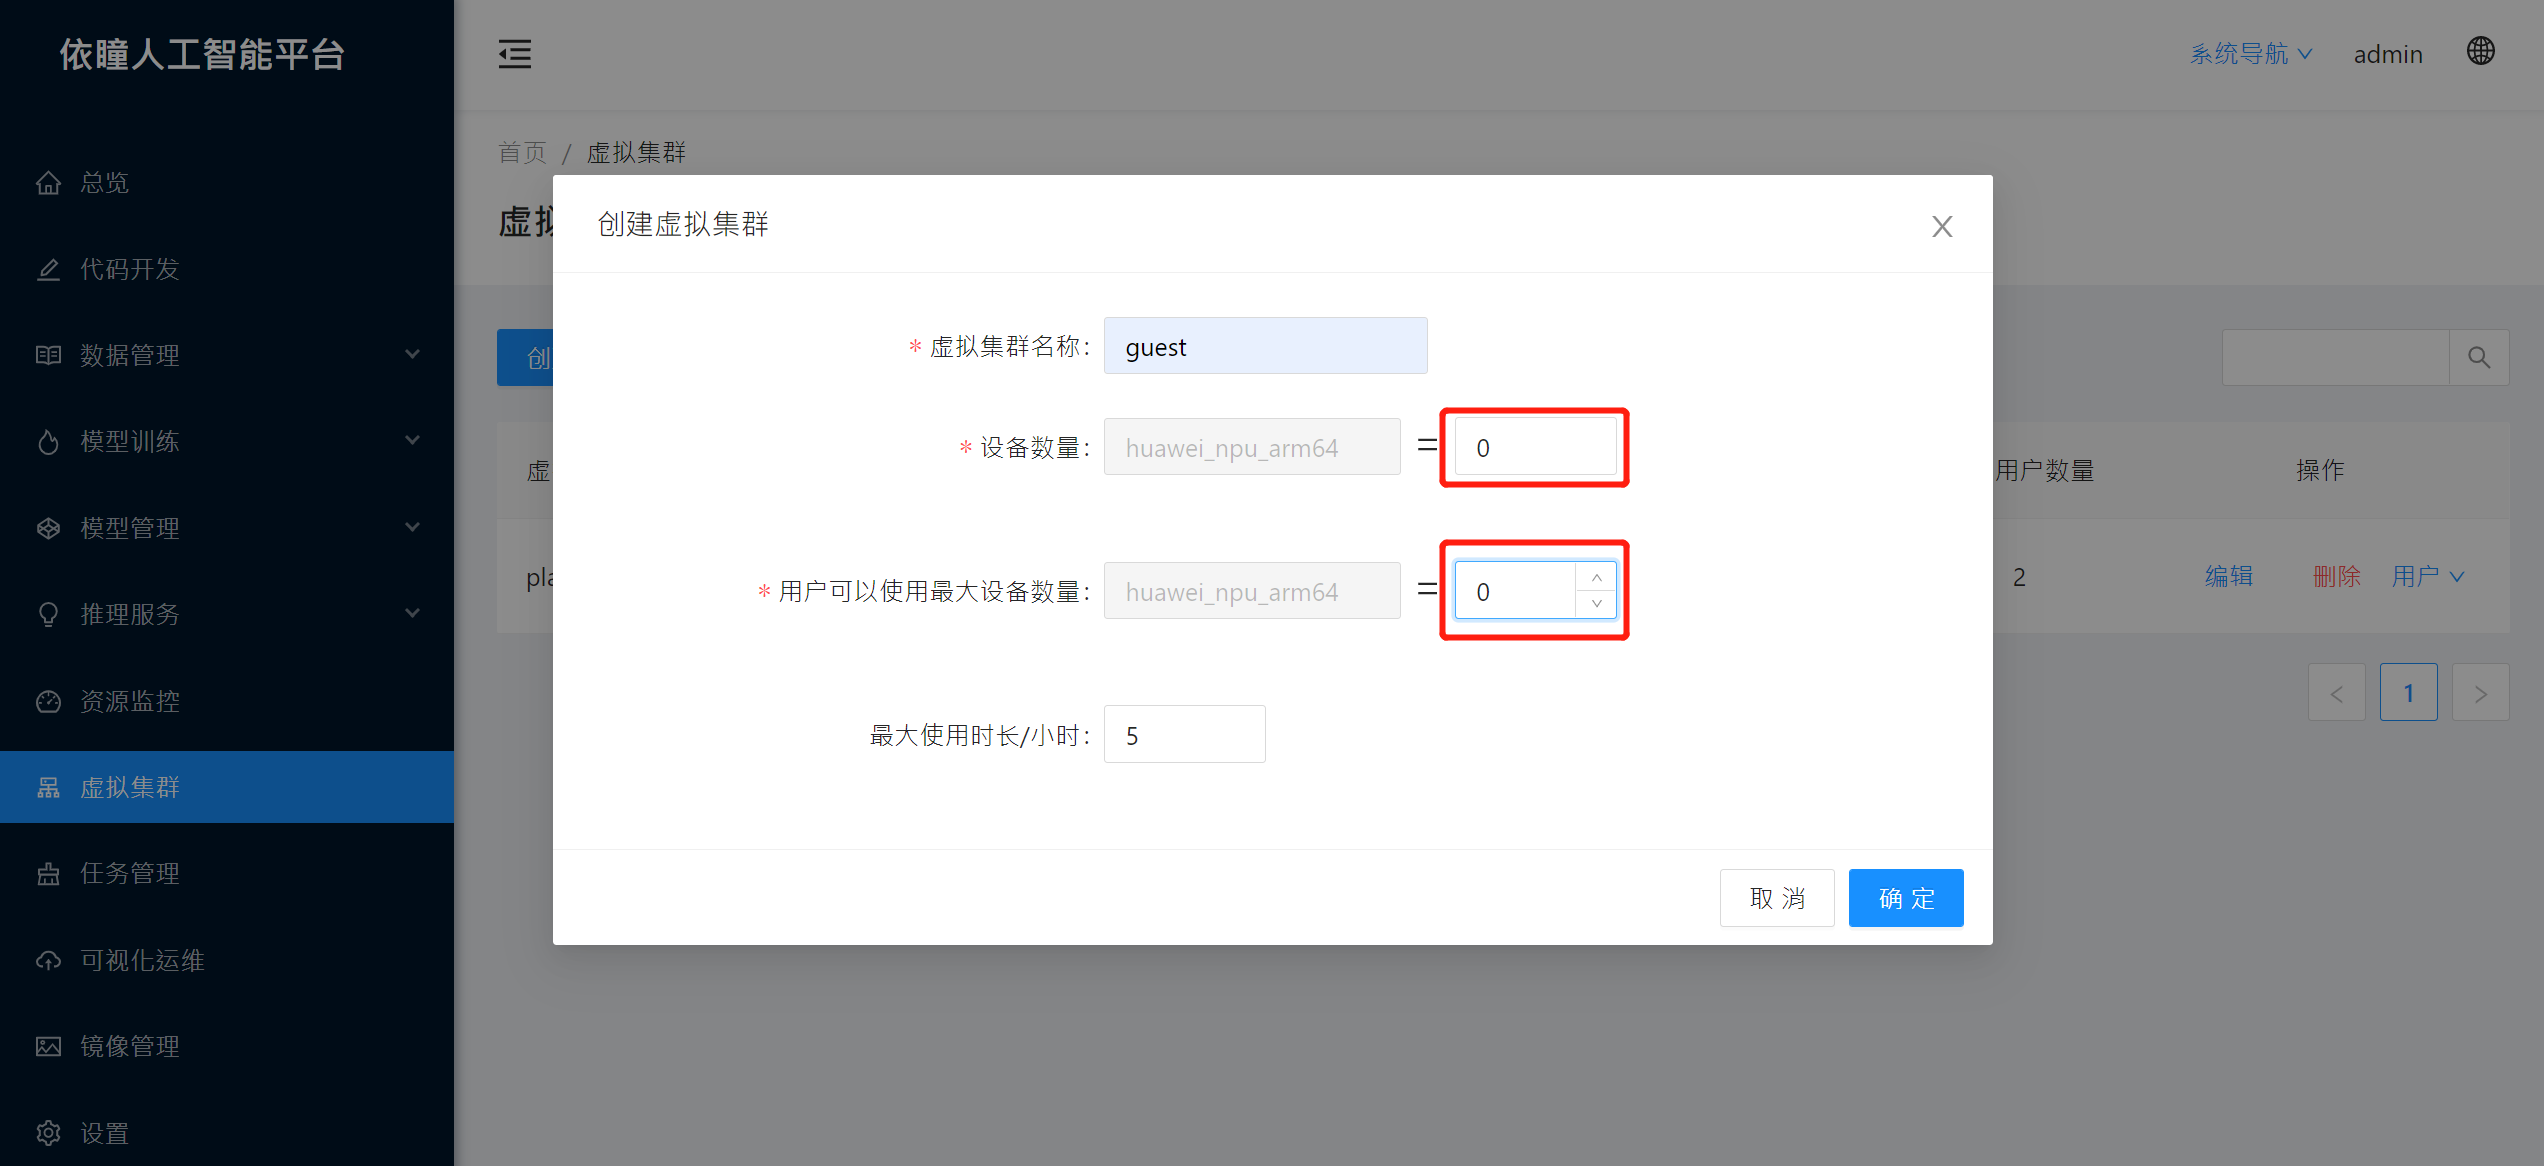 依瞳人工智能平台
系统导航
admin
首页 / 虚拟集群
总览
代码开发
数据管理
模型训练
模型管理
推理服务
资源监控
虚拟集群
任务管理
可视化运维
镜像管理
设置
虚拟
创建虚拟集群
* 虚拟集群名称: guest
* 设备数量: huawei_npu_arm64 = 0
* 用户可以使用最大设备数量: huawei_npu_arm64 = 0
最大使用时长/小时: 5
取 消
确 定
创
虚
用户数量
操作
pla
2
编辑
删除
用户
1